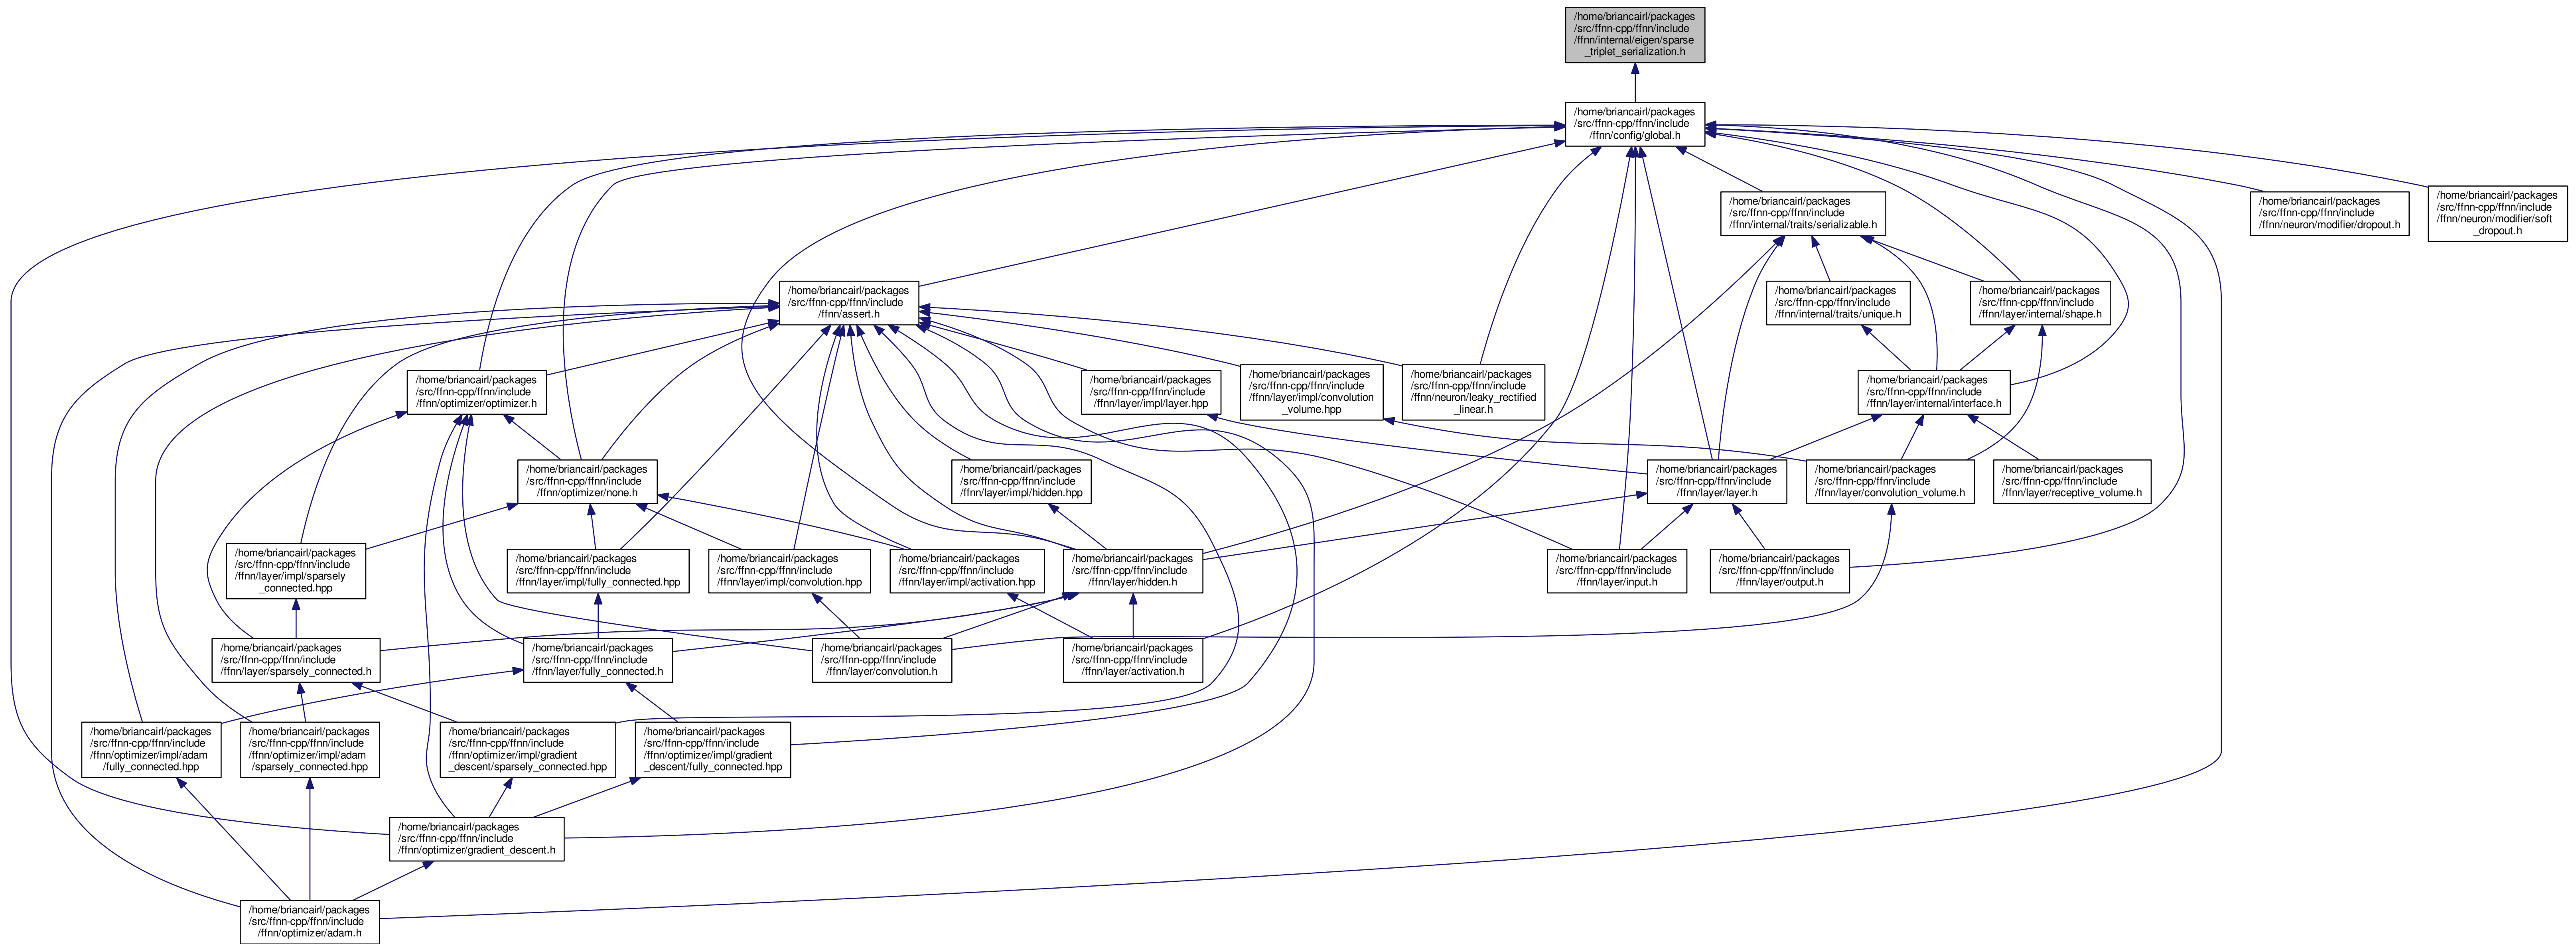 /home/briancairl/packages
/src/ffnn-cpp/ffnn/include
/ffnn/internal/eigen/sparse
_triplet_serialization.h
/home/briancairl/packages
/src/ffnn-cpp/ffnn/include
/ffnn/config/global.h
/home/briancairl/packages
/src/ffnn-cpp/ffnn/include
/ffnn/internal/traits/serializable.h
/home/briancairl/packages
/src/ffnn-cpp/ffnn/include
/ffnn/neuron/modifier/dropout.h
/home/briancairl/packages
/src/ffnn-cpp/ffnn/include
/ffnn/neuron/modifier/soft
_dropout.h
/home/briancairl/packages
/src/ffnn-cpp/ffnn/include
/ffnn/assert.h
/home/briancairl/packages
/src/ffnn-cpp/ffnn/include
/ffnn/internal/traits/unique.h
/home/briancairl/packages
/src/ffnn-cpp/ffnn/include
/ffnn/layer/internal/shape.h
/home/briancairl/packages
/src/ffnn-cpp/ffnn/include
/ffnn/optimizer/optimizer.h
/home/briancairl/packages
/src/ffnn-cpp/ffnn/include
/ffnn/layer/impl/layer.hpp
/home/briancairl/packages
/src/ffnn-cpp/ffnn/include
/ffnn/layer/impl/convolution
_volume.hpp
/home/briancairl/packages
/src/ffnn-cpp/ffnn/include
/ffnn/neuron/leaky_rectified
_linear.h
/home/briancairl/packages
/src/ffnn-cpp/ffnn/include
/ffnn/layer/internal/interface.h
/home/briancairl/packages
/src/ffnn-cpp/ffnn/include
/ffnn/optimizer/none.h
/home/briancairl/packages
/src/ffnn-cpp/ffnn/include
/ffnn/layer/impl/hidden.hpp
/home/briancairl/packages
/src/ffnn-cpp/ffnn/include
/ffnn/layer/layer.h
/home/briancairl/packages
/src/ffnn-cpp/ffnn/include
/ffnn/layer/convolution_volume.h
/home/briancairl/packages
/src/ffnn-cpp/ffnn/include
/ffnn/layer/receptive_volume.h
/home/briancairl/packages
/src/ffnn-cpp/ffnn/include
/ffnn/layer/impl/sparsely
_connected.hpp
/home/briancairl/packages
/src/ffnn-cpp/ffnn/include
/ffnn/layer/impl/fully_connected.hpp
/home/briancairl/packages
/src/ffnn-cpp/ffnn/include
/ffnn/layer/impl/convolution.hpp
/home/briancairl/packages
/src/ffnn-cpp/ffnn/include
/ffnn/layer/impl/activation.hpp
/home/briancairl/packages
/src/ffnn-cpp/ffnn/include
/ffnn/layer/hidden.h
/home/briancairl/packages
/src/ffnn-cpp/ffnn/include
/ffnn/layer/input.h
/home/briancairl/packages
/src/ffnn-cpp/ffnn/include
/ffnn/layer/output.h
/home/briancairl/packages
/src/ffnn-cpp/ffnn/include
/ffnn/layer/sparsely_connected.h
/home/briancairl/packages
/src/ffnn-cpp/ffnn/include
/ffnn/layer/fully_connected.h
/home/briancairl/packages
/src/ffnn-cpp/ffnn/include
/ffnn/layer/convolution.h
/home/briancairl/packages
/src/ffnn-cpp/ffnn/include
/ffnn/layer/activation.h
/home/briancairl/packages
/src/ffnn-cpp/ffnn/include
/ffnn/optimizer/impl/adam
/fully_connected.hpp
/home/briancairl/packages
/src/ffnn-cpp/ffnn/include
/ffnn/optimizer/impl/adam
/sparsely_connected.hpp
/home/briancairl/packages
/src/ffnn-cpp/ffnn/include
/ffnn/optimizer/impl/gradient
_descent/sparsely_connected.hpp
/home/briancairl/packages
/src/ffnn-cpp/ffnn/include
/ffnn/optimizer/impl/gradient
_descent/fully_connected.hpp
/home/briancairl/packages
/src/ffnn-cpp/ffnn/include
/ffnn/optimizer/gradient_descent.h
/home/briancairl/packages
/src/ffnn-cpp/ffnn/include
/ffnn/optimizer/adam.h